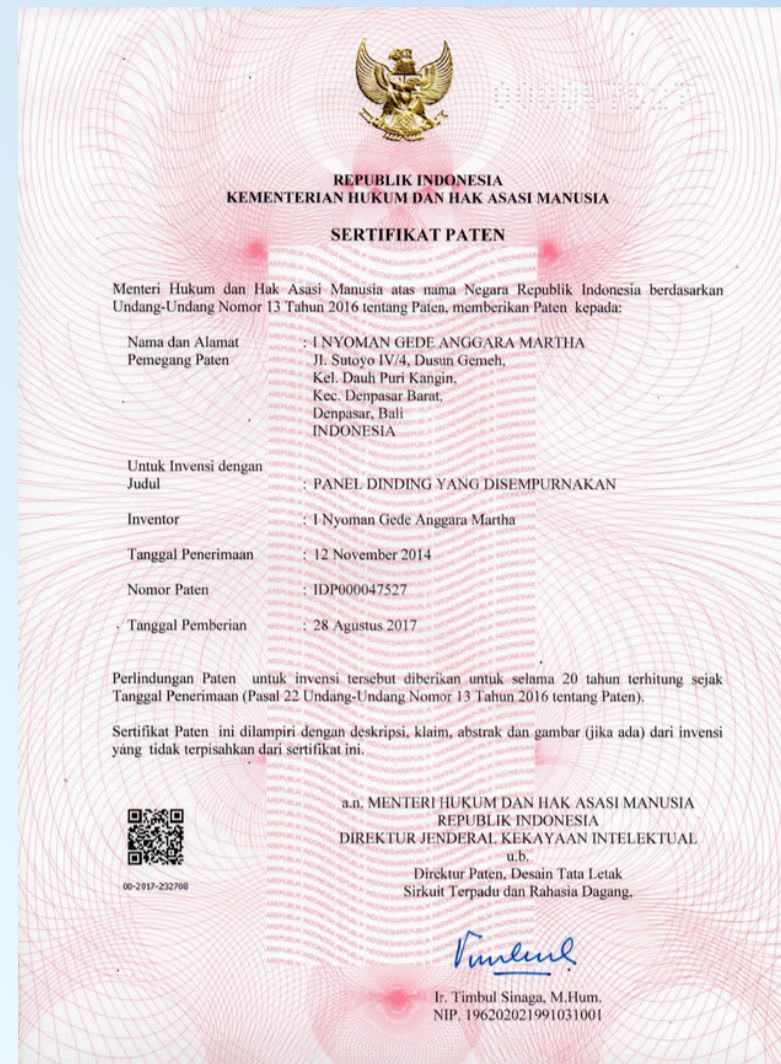 REPUBLIK INDONESIA
KEMENTERIAN HUKUM DAN HAK ASASI MANUSIA
SERTIFIKAT PATEN
Menteri Hukum dan Hak Asasi Manusia atas nama Negara Republik Indonesia berdasarkan
Undang-Undang Nomor 13 Tahun 2016 tentang Paten, memberikan Paten kepada:
Nama dan Alamat : I NYOMAN GEDE ANGGARA MARTHA
Pemegang Paten Jl. Sutoyo IV/4, Dusun Gemeh,
Kel. Dauh Puri Kangin,
Kec. Denpasar Barat,
Denpasar, Bali
INDONESIA
Untuk Invensi dengan
Judul : PANEL DINDING YANG DISEMPURNAKAN
Inventor : I Nyoman Gede Anggara Martha
Tanggal Penerimaan : 12 November 2014
Nomor Paten : IDP000047527
Tanggal Pemberian : 28 Agustus 2017
Perlindungan Paten untuk invensi tersebut diberikan untuk selama 20 tahun terhitung sejak
Tanggal Penerimaan (Pasal 22 Undang-Undang Nomor 13 Tahun 2016 tentang Paten).
Sertifikat Paten ini dilampiri dengan deskripsi, klaim, abstrak dan gambar (jika ada) dari invensi
yang tidak terpisahkan dari sertifikat ini.
a.n. MENTERI HUKUM DAN HAK ASASI MANUSIA
REPUBLIK INDONESIA
DIREKTUR JENDERAL KEKAYAAN INTELEKTUAL
u.b.
Direktur Paten, Desain Tata Letak
Sirkuit Terpadu dan Rahasia Dagang,
00-2017-232708
Ir. Timbul Sinaga, M.Hum.
NIP. 196202021991031001